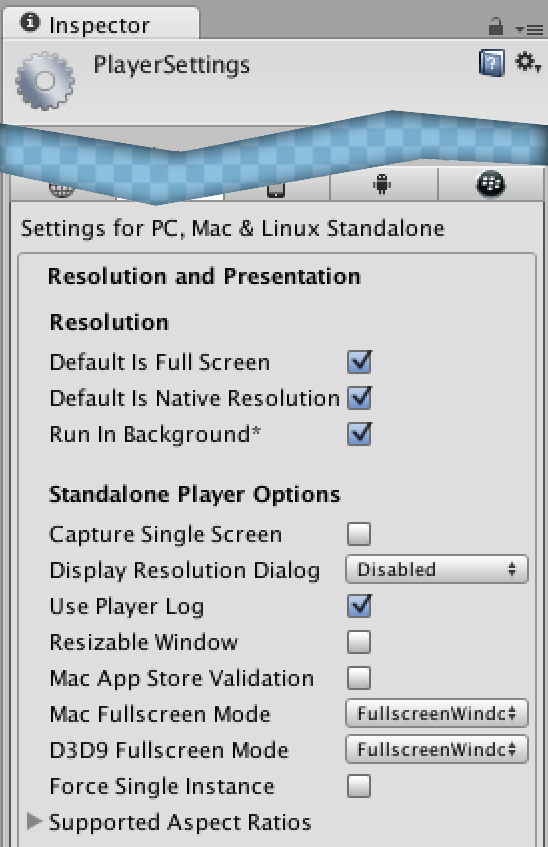 Inspector
PlayerSettings
Settings for PC, Mac & Linux Standalone
Resolution and Presentation
Resolution
Default Is Full Screen
Default Is Native Resolution
Run In Background*
Standalone Player Options
Capture Single Screen
Display Resolution Dialog Disabled
Use Player Log
Resizable Window
Mac App Store Validation
Mac Fullscreen Mode FullscreenWindc
D3D9 Fullscreen Mode FullscreenWindc
Force Single Instance
Supported Aspect Ratios